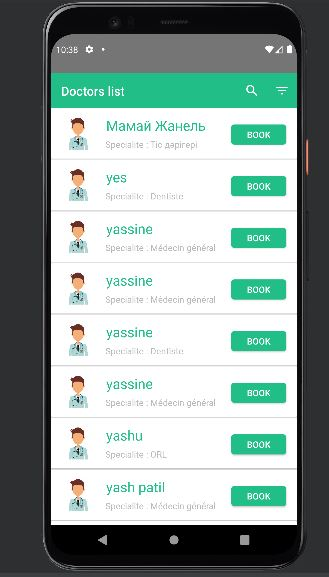 10:38
Doctors list
Мамай Жанель
BOOK
Specialite : Тіс дәрігері
yes
BOOK
Specialite : Dentiste
yassine
BOOK
Specialite : Médecin général
yassine
BOOK
Specialite : Médecin général
yassine
BOOK
Specialite : Dentiste
yassine
BOOK
Specialite : Médecin général
yashu
BOOK
Specialite : ORL
yash patil
BOOK
Specialite : Médecin général